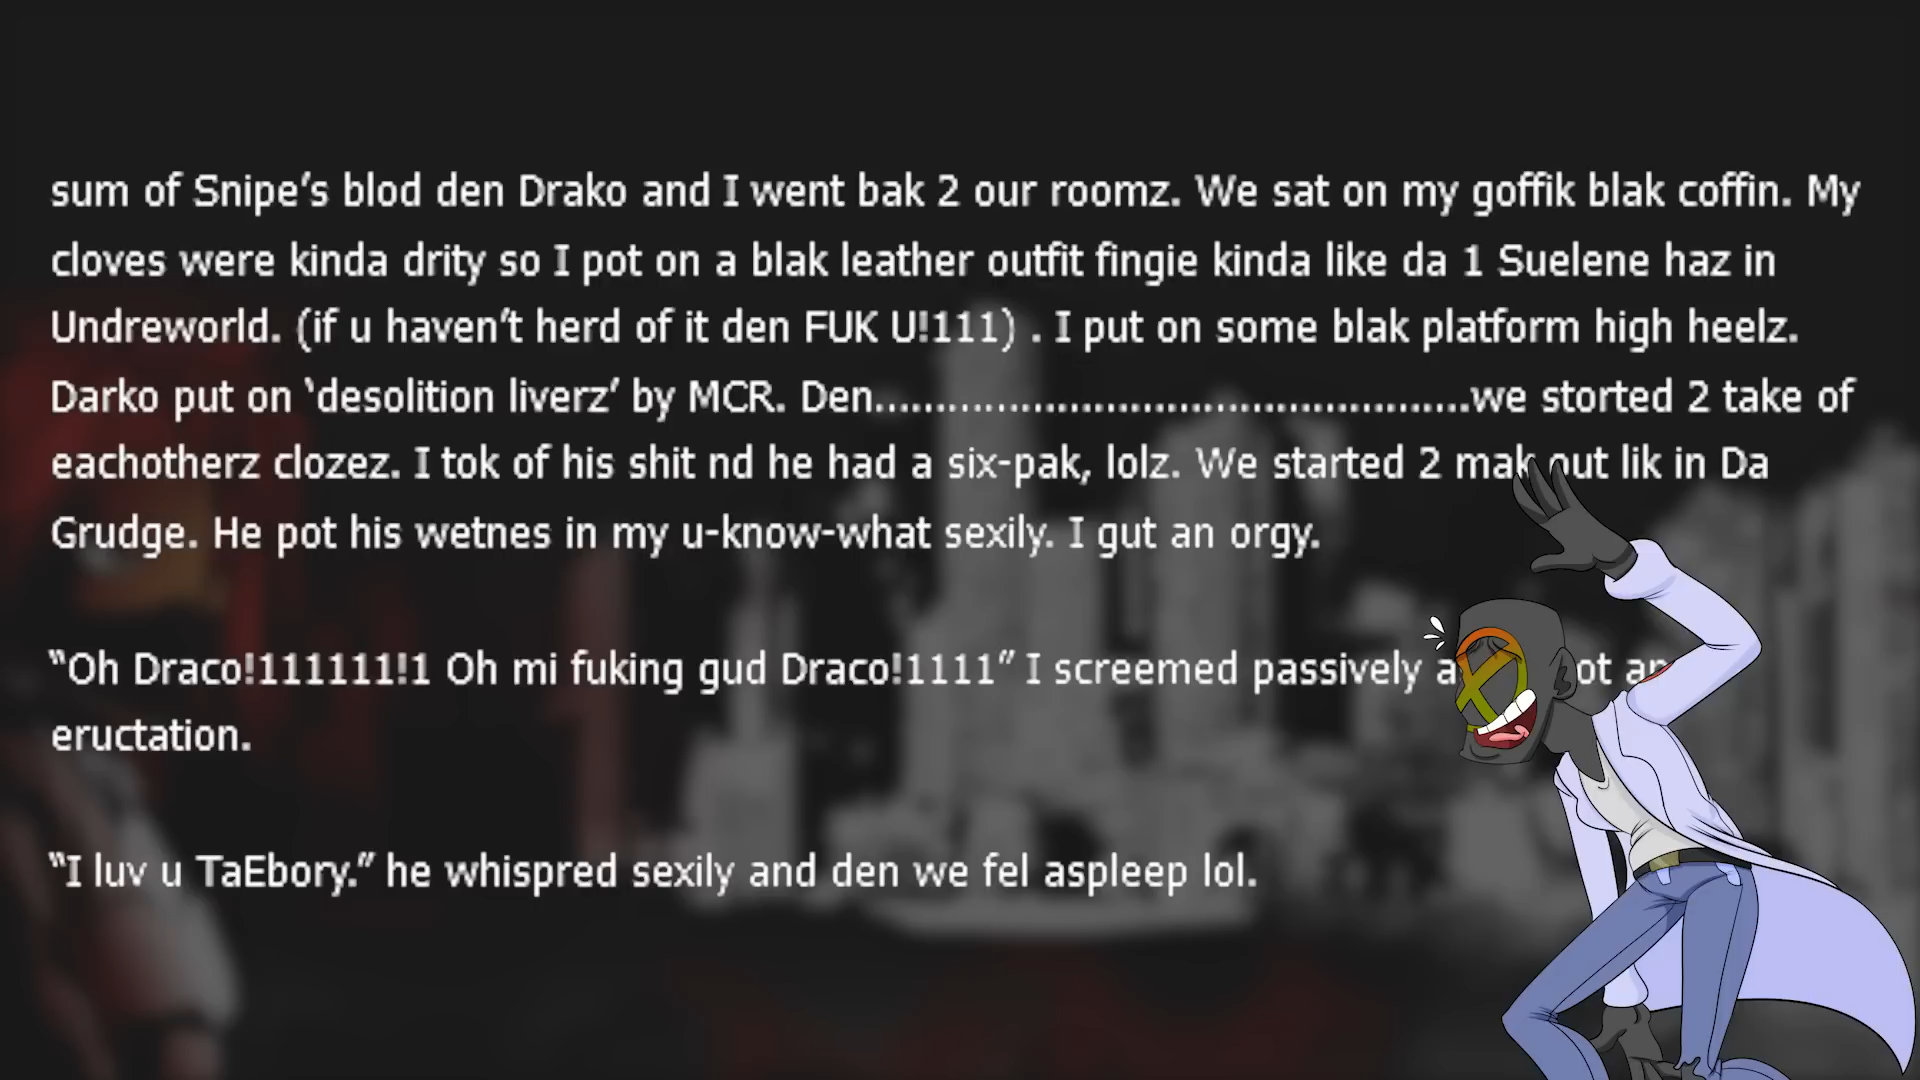 sum of Snipe’s blod den Drako and I went bak 2 our roomz. We sat on my goffik blak coffin. My
cloves were kinda drity so I pot on a blak leather outfit fingie kinda like da 1 Suelene haz in
Undreworld. (if u haven’t herd of it den FUK U!111) . I put on some blak platform high heelz.
Darko put on ‘desolition liverz’ by MCR. Den.................................................we storted 2 take of
eachotherz clozez. I tok of his shit nd he had a six-pak, lolz. We started 2 mak out lik in Da
Grudge. He pot his wetnes in my u-know-what sexily. I gut an orgy.
“Oh Draco!111111!1 Oh mi fuking gud Draco!1111” I screemed passively
eructation.
“I luv u TaEbory.” he whispred sexily and den we fel aspleep lol.